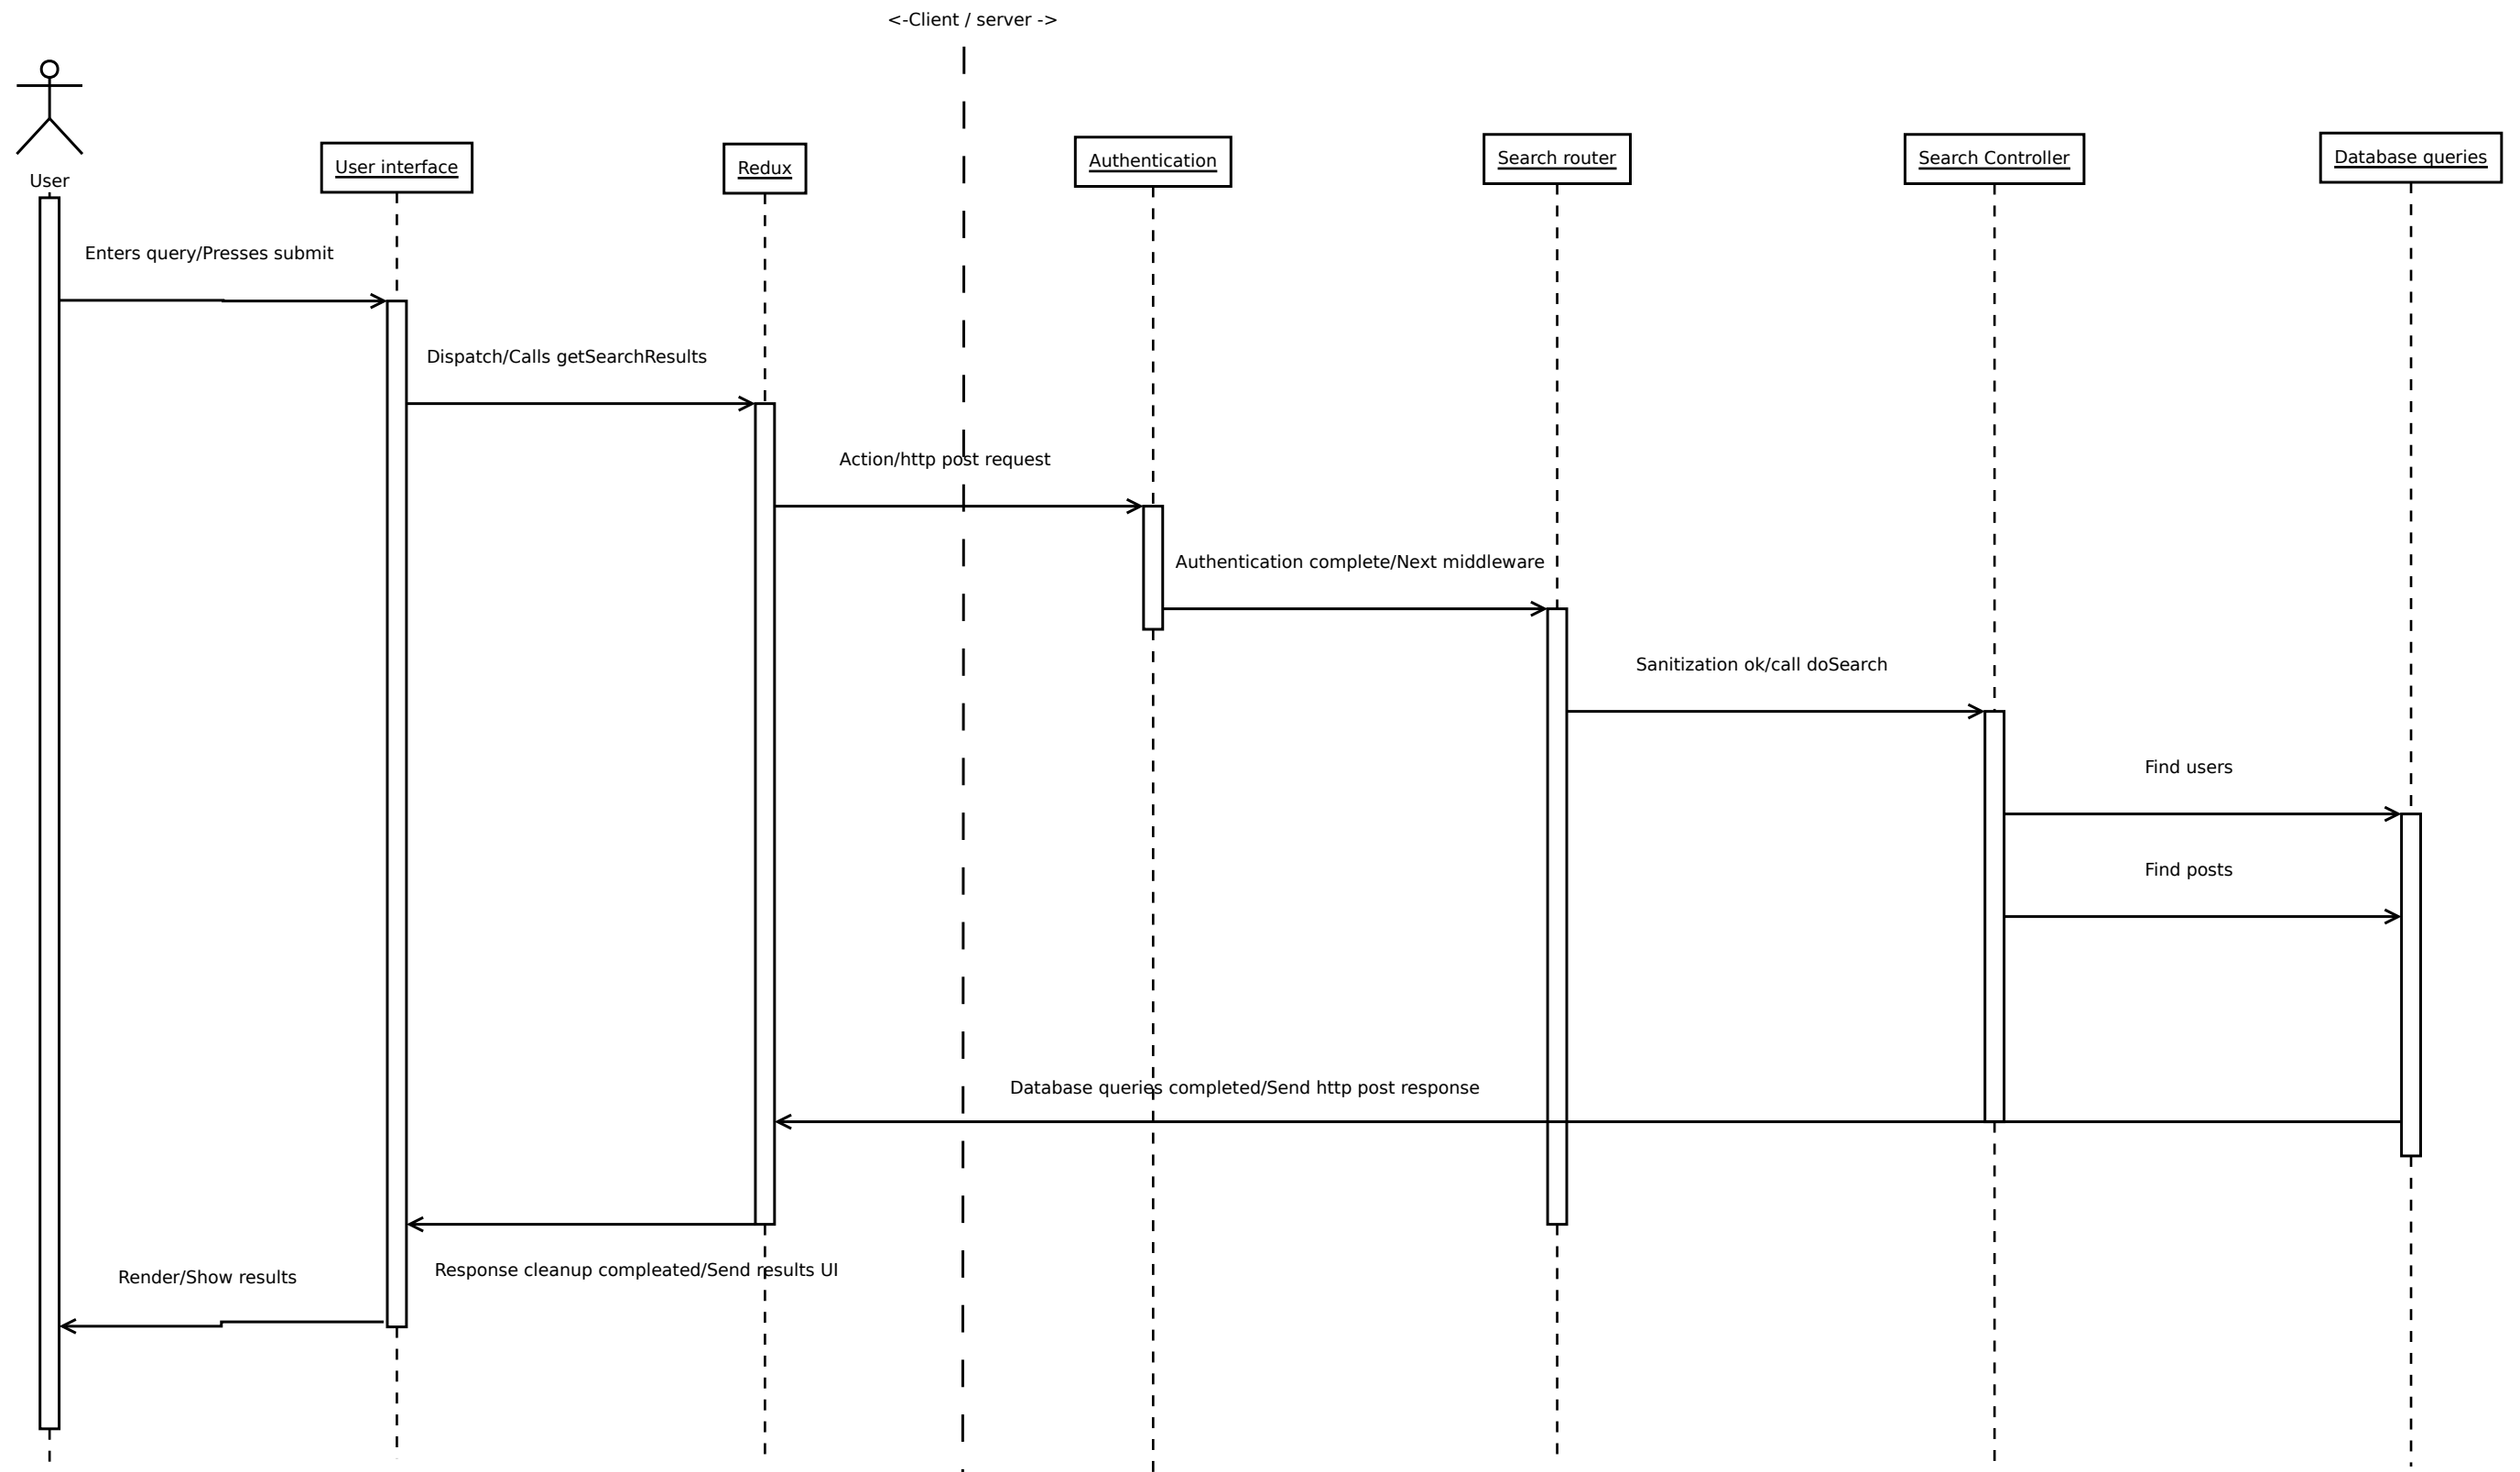 <-Client / server ->
User
User interface
Redux
Authentication
Search router
Search Controller
Database queries
Enters query/Presses submit
Dispatch/Calls getSearchResults
Action/http post request
Authentication complete/Next middleware
Sanitization ok/call doSearch
Find users
Find posts
Database queries completed/Send http post response
Response cleanup compleated/Send results UI
Render/Show results